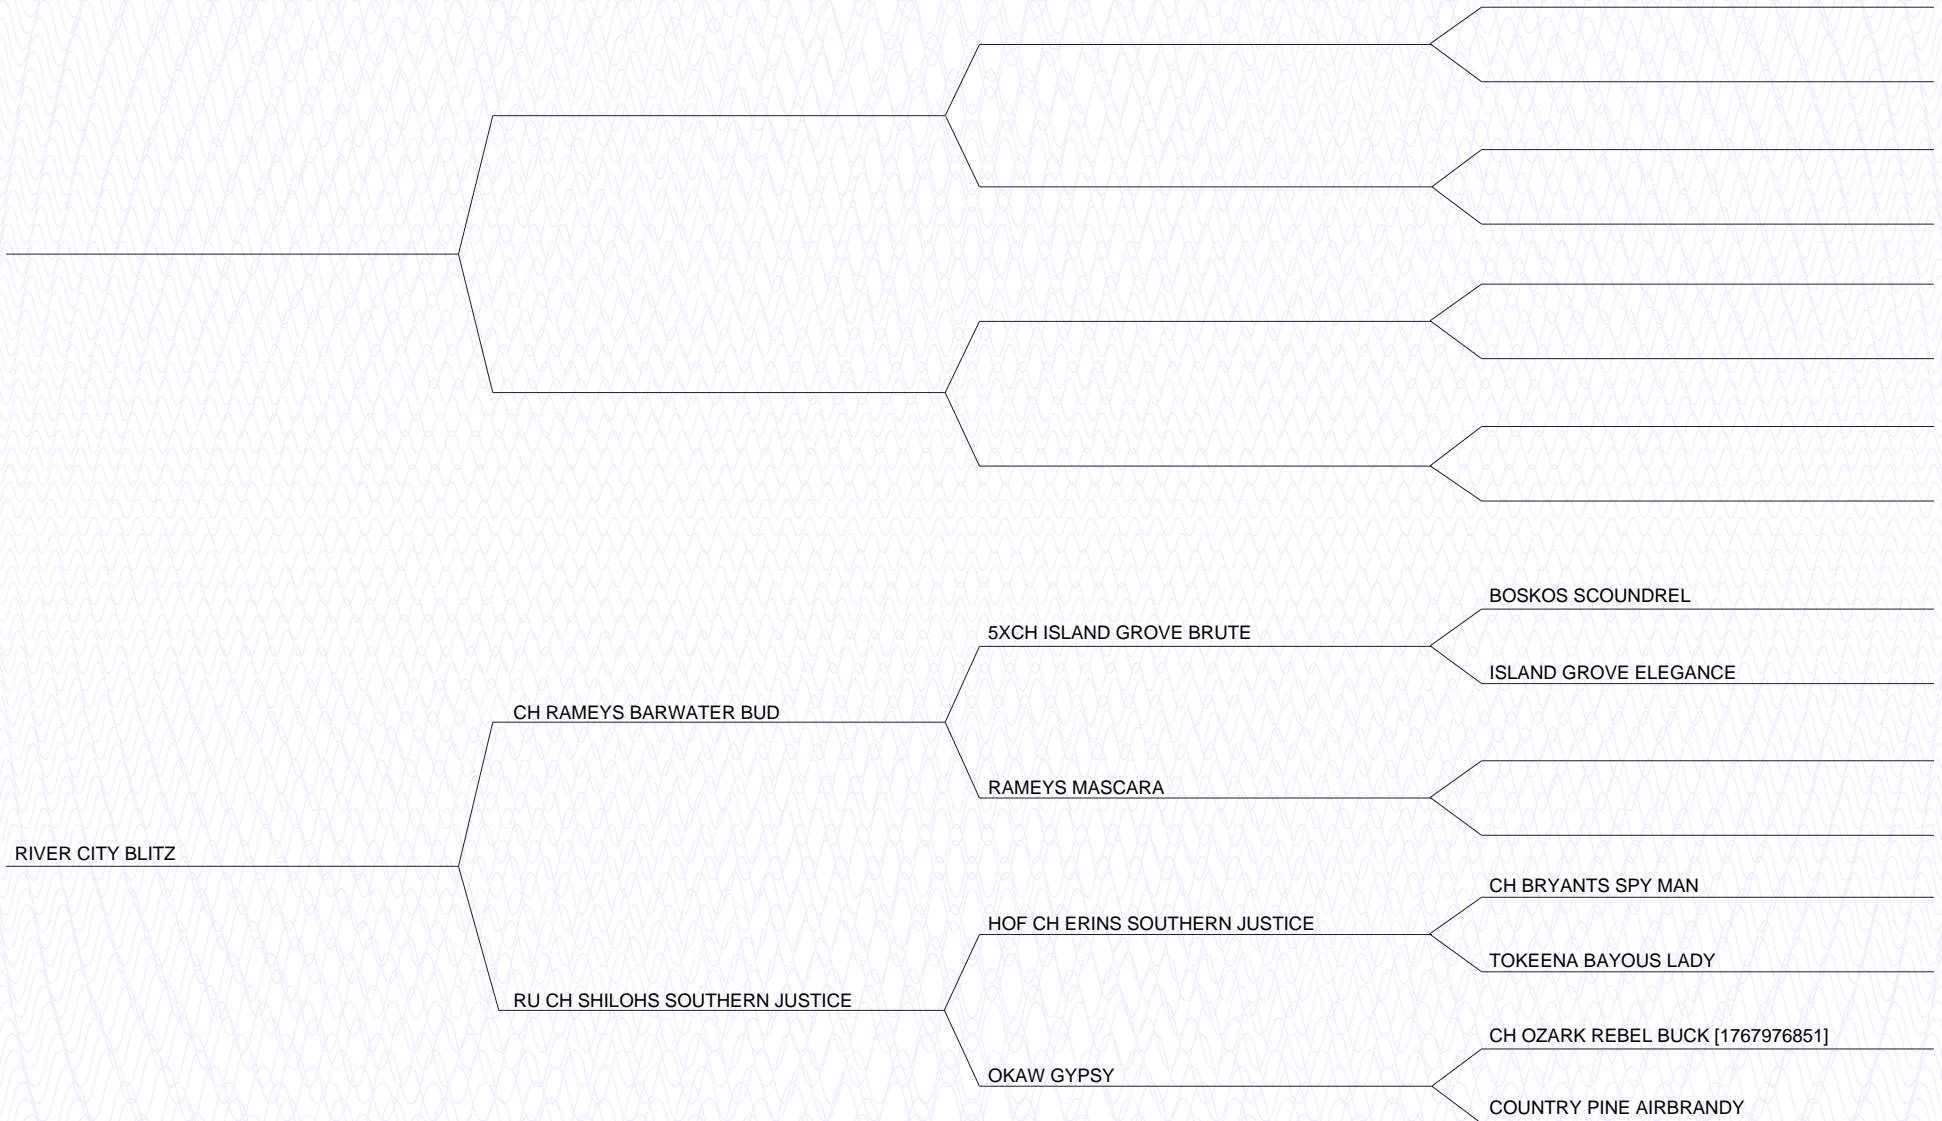 BOSKOS SCOUNDREL
5XCH ISLAND GROVE BRUTE
ISLAND GROVE ELEGANCE
CH RAMEYS BARWATER BUD
RAMEYS MASCARA
RIVER CITY BLITZ
CH BRYANTS SPY MAN
HOF CH ERINS SOUTHERN JUSTICE
TOKEENA BAYOUS LADY
RU CH SHILOHS SOUTHERN JUSTICE
CH OZARK REBEL BUCK [1767976851]
OKAW GYPSY
COUNTRY PINE AIRBRANDY